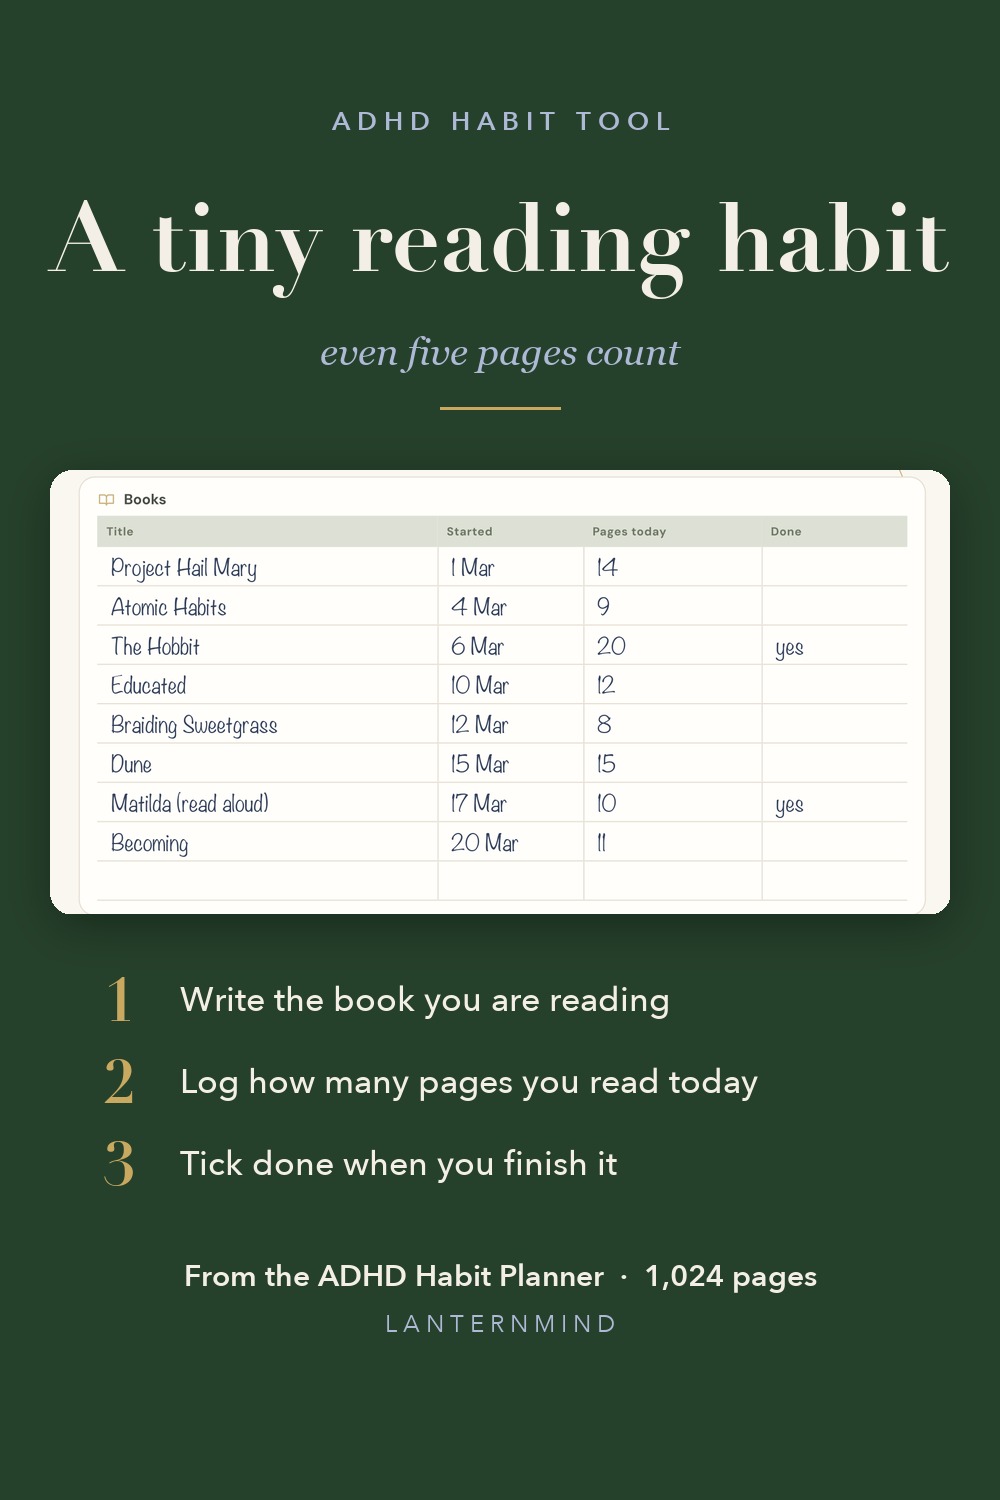 ADHD HABIT TOOL
A tiny reading habit
even five pages count
Books
Title Started Pages today Done
Project Hail Mary 1 Mar 14
Atomic Habits 4 Mar 9
The Hobbit 6 Mar 20 yes
Educated 10 Mar 12
Braiding Sweetgrass 12 Mar 8
Dune 15 Mar 15
Matilda (read aloud) 17 Mar 10 yes
Becoming 20 Mar 11
1 Write the book you are reading
2 Log how many pages you read today
3 Tick done when you finish it
From the ADHD Habit Planner · 1,024 pages
LANTERNMIND